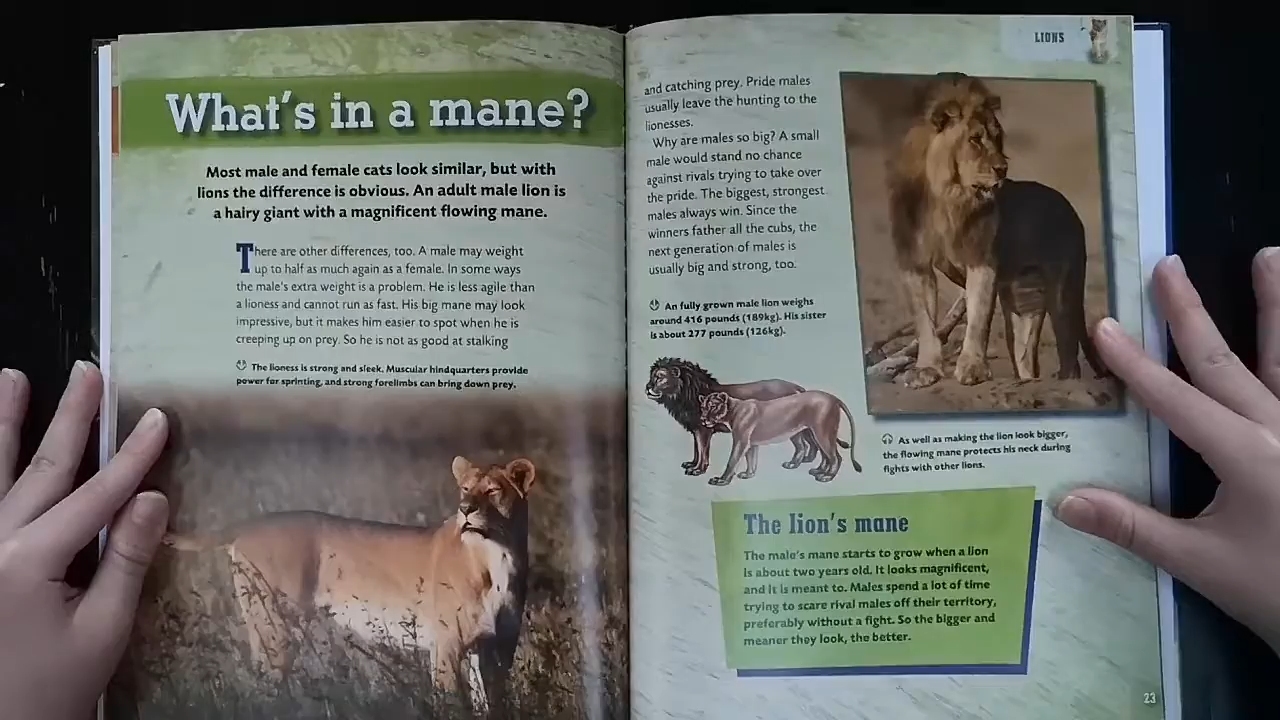 What's in a mane?
Most male and female cats look similar, but with
lions the difference is obvious. An adult male lion is
a hairy giant with a magnificent flowing mane.
There are other differences, too. A male may weight
up to half as much again as a female. In some ways
the male's extra weight is a problem. He is less agile than
a lioness and cannot run as fast. His big mane may look
impressive, but it makes him easier to spot when he is
creeping up on prey. So he is not as good at stalking
The lioness is strong and sleek. Muscular hindquarters provide
power for sprinting, and strong forelimbs can bring down prey.
LIONS
and catching prey. Pride males
usually leave the hunting to the
lionesses.
Why are males so big? A small
male would stand no chance
against rivals trying to take over
the pride. The biggest, strongest
males always win. Since the
winners father all the cubs, the
next generation of males is
usually big and strong, too.
An fully grown male lion weighs
around 416 pounds (189kg). His sister
is about 277 pounds (126kg).
As well as making the lion look bigger,
the flowing mane protects his neck during
fights with other lions.
The lion's mane
The male's mane starts to grow when a lion
is about two years old. It looks magnificent,
and it is meant to. Males spend a lot of time
trying to scare rival males off their territory,
preferably without a fight. So the bigger and
meaner they look, the better.
23